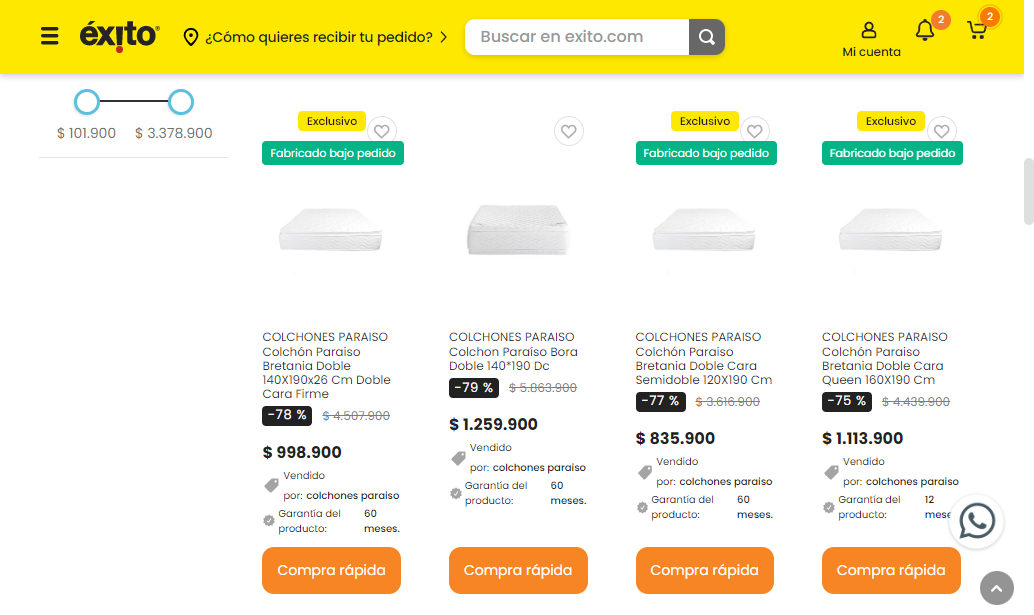 éxito
¿Cómo quieres recibir tu pedido?
Buscar en exito.com
Mi cuenta
2
2
$ 101.900
$ 3.378.900
Exclusivo
Fabricado bajo pedido
COLCHONES PARAISO
Colchón Paraiso
Bretania Doble
140X190x26 Cm Doble
Cara Firme
-78 %
$ 4.507.900
$ 998.900
Vendido
por: colchones paraiso
Garantía del
producto:
60
meses.
Compra rápida
COLCHONES PARAISO
Colchon Paraíso Bora
Doble 140*190 Dc
-79 %
$ 5.863.900
$ 1.259.900
Vendido
por: colchones paraiso
Garantía del
producto:
60
meses.
Compra rápida
Exclusivo
Fabricado bajo pedido
COLCHONES PARAISO
Colchón Paraiso
Bretania Doble Cara
Semidoble 120X190 Cm
-77 %
$ 3.616.900
$ 835.900
Vendido
por: colchones paraiso
Garantía del
producto:
60
meses.
Compra rápida
Exclusivo
Fabricado bajo pedido
COLCHONES PARAISO
Colchón Paraiso
Bretania Doble Cara
Queen 160X190 Cm
-75 %
$ 4.439.900
$ 1.113.900
Vendido
por: colchones paraiso
Garantía del
producto:
12
mese
Compra rápida